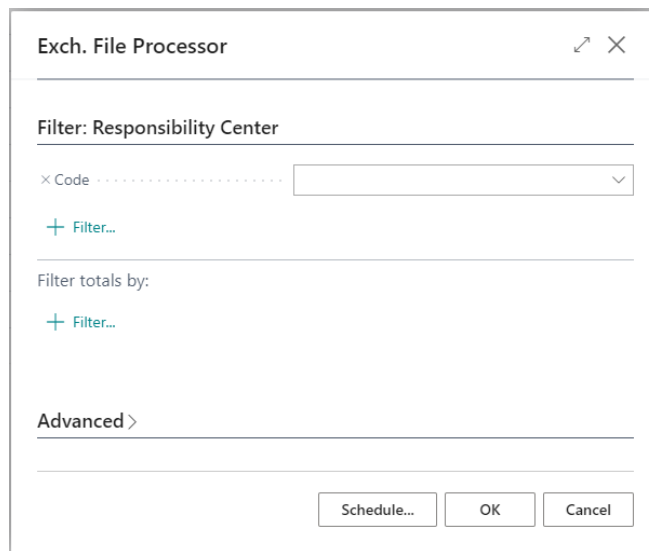 Exch. File Processor
Filter: Responsibility Center
× Code
+ Filter...
Filter totals by:
+ Filter...
Advanced >
Schedule... OK Cancel